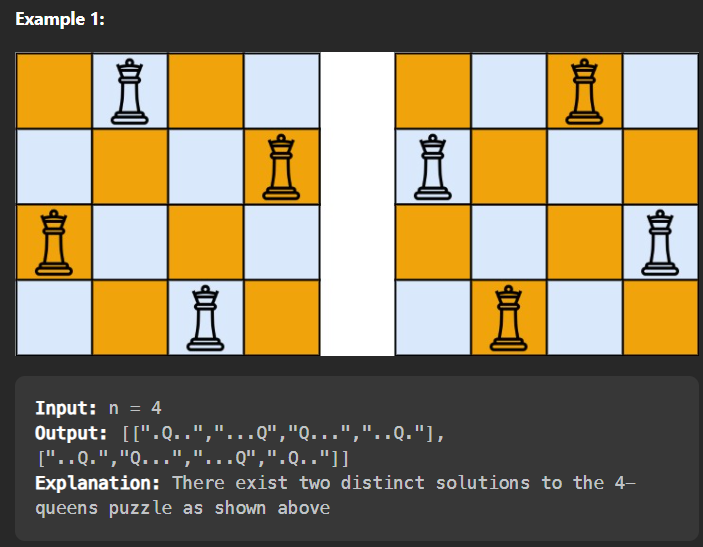 Example 1:
Input: n = 4
Output: [[".Q..","...Q","Q...","..Q."],
["..Q.","Q...","...Q",".Q.."]]
Explanation: There exist two distinct solutions to the 4-
queens puzzle as shown above